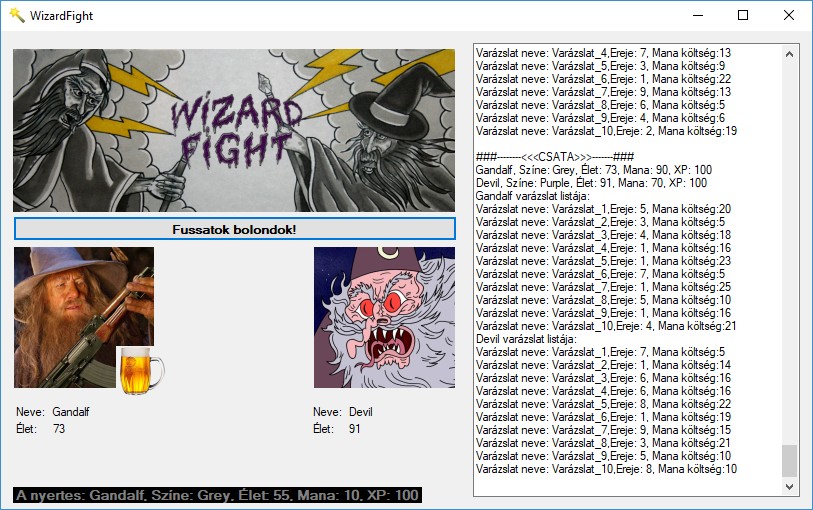 WizardFight
WIZARD
FIGHT
Fussatok bolondok!
Neve: Gandalf
Élet: 73
Neve: Devil
Élet: 91
A nyertes: Gandalf, Színe: Grey, Élet: 55, Mana: 10, XP: 100
Varázslat neve: Varázslat_4,Ereje: 7, Mana költség:13
Varázslat neve: Varázslat_5,Ereje: 3, Mana költség:9
Varázslat neve: Varázslat_6,Ereje: 1, Mana költség:22
Varázslat neve: Varázslat_7,Ereje: 9, Mana költség:13
Varázslat neve: Varázslat_8,Ereje: 6, Mana költség:5
Varázslat neve: Varázslat_9,Ereje: 4, Mana költség:6
Varázslat neve: Varázslat_10,Ereje: 2, Mana költség:19
###--------<<<CSATA>>>-------###
Gandalf, Színe: Grey, Élet: 73, Mana: 90, XP: 100
Devil, Színe: Purple, Élet: 91, Mana: 70, XP: 100
Gandalf varázslat listája:
Varázslat neve: Varázslat_1,Ereje: 5, Mana költség:20
Varázslat neve: Varázslat_2,Ereje: 3, Mana költség:5
Varázslat neve: Varázslat_3,Ereje: 4, Mana költség:18
Varázslat neve: Varázslat_4,Ereje: 1, Mana költség:16
Varázslat neve: Varázslat_5,Ereje: 1, Mana költség:23
Varázslat neve: Varázslat_6,Ereje: 7, Mana költség:5
Varázslat neve: Varázslat_7,Ereje: 1, Mana költség:25
Varázslat neve: Varázslat_8,Ereje: 5, Mana költség:10
Varázslat neve: Varázslat_9,Ereje: 1, Mana költség:16
Varázslat neve: Varázslat_10,Ereje: 4, Mana költség:21
Devil varázslat listája:
Varázslat neve: Varázslat_1,Ereje: 7, Mana költség:5
Varázslat neve: Varázslat_2,Ereje: 1, Mana költség:14
Varázslat neve: Varázslat_3,Ereje: 6, Mana költség:16
Varázslat neve: Varázslat_4,Ereje: 6, Mana költség:16
Varázslat neve: Varázslat_5,Ereje: 8, Mana költség:22
Varázslat neve: Varázslat_6,Ereje: 1, Mana költség:19
Varázslat neve: Varázslat_7,Ereje: 9, Mana költség:15
Varázslat neve: Varázslat_8,Ereje: 3, Mana költség:21
Varázslat neve: Varázslat_9,Ereje: 5, Mana költség:10
Varázslat neve: Varázslat_10,Ereje: 8, Mana költség:10